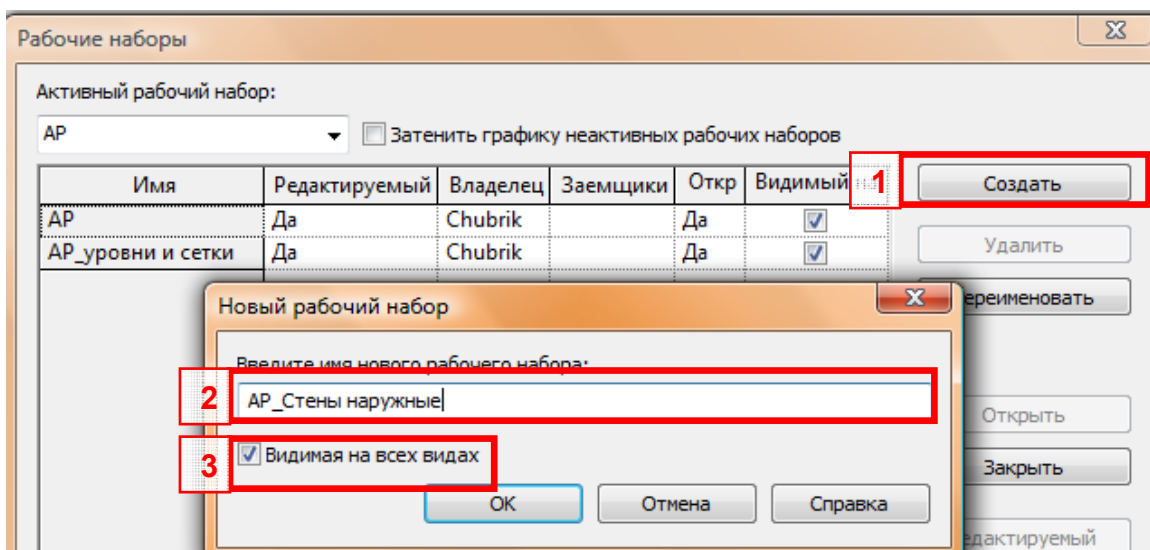 Рабочие наборы
Активный рабочий набор:
АР
Затенить графику неактивных рабочих наборов
Имя Редактируемый Владелец Заемщики Откр Видимый
1
Создать
АР Да Chubrik Да
АР_уровни и сетки Да Chubrik Да
Удалить
Новый рабочий набор
ереименовать
Введите имя нового рабочего набора:
2
АР_Стены наружные
Открыть
3
Видимая на всех видах
Закрыть
ОК Отмена Справка
едактируемый